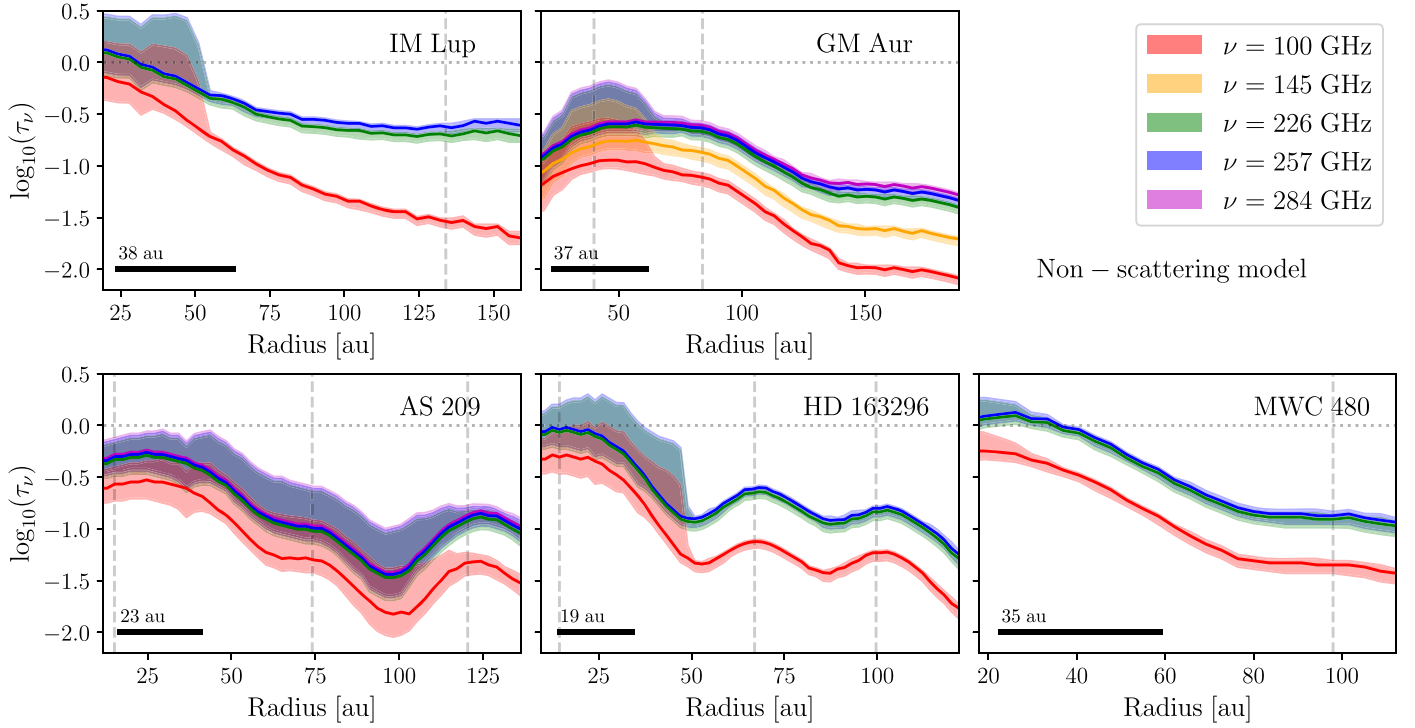 IM Lup
GM Aur
0.5
0.0
−0.5
−1.0
−1.5
−2.0
log10(τν)
38 au
37 au
25 50 75 100 125 150
50 100 150
Radius [au]
Radius [au]
ν = 100 GHz
ν = 145 GHz
ν = 226 GHz
ν = 257 GHz
ν = 284 GHz
Non − scattering model
AS 209
HD 163296
MWC 480
0.5
0.0
−0.5
−1.0
−1.5
−2.0
log10(τν)
23 au
19 au
35 au
25 50 75 100 125
25 50 75 100
20 40 60 80 100
Radius [au]
Radius [au]
Radius [au]